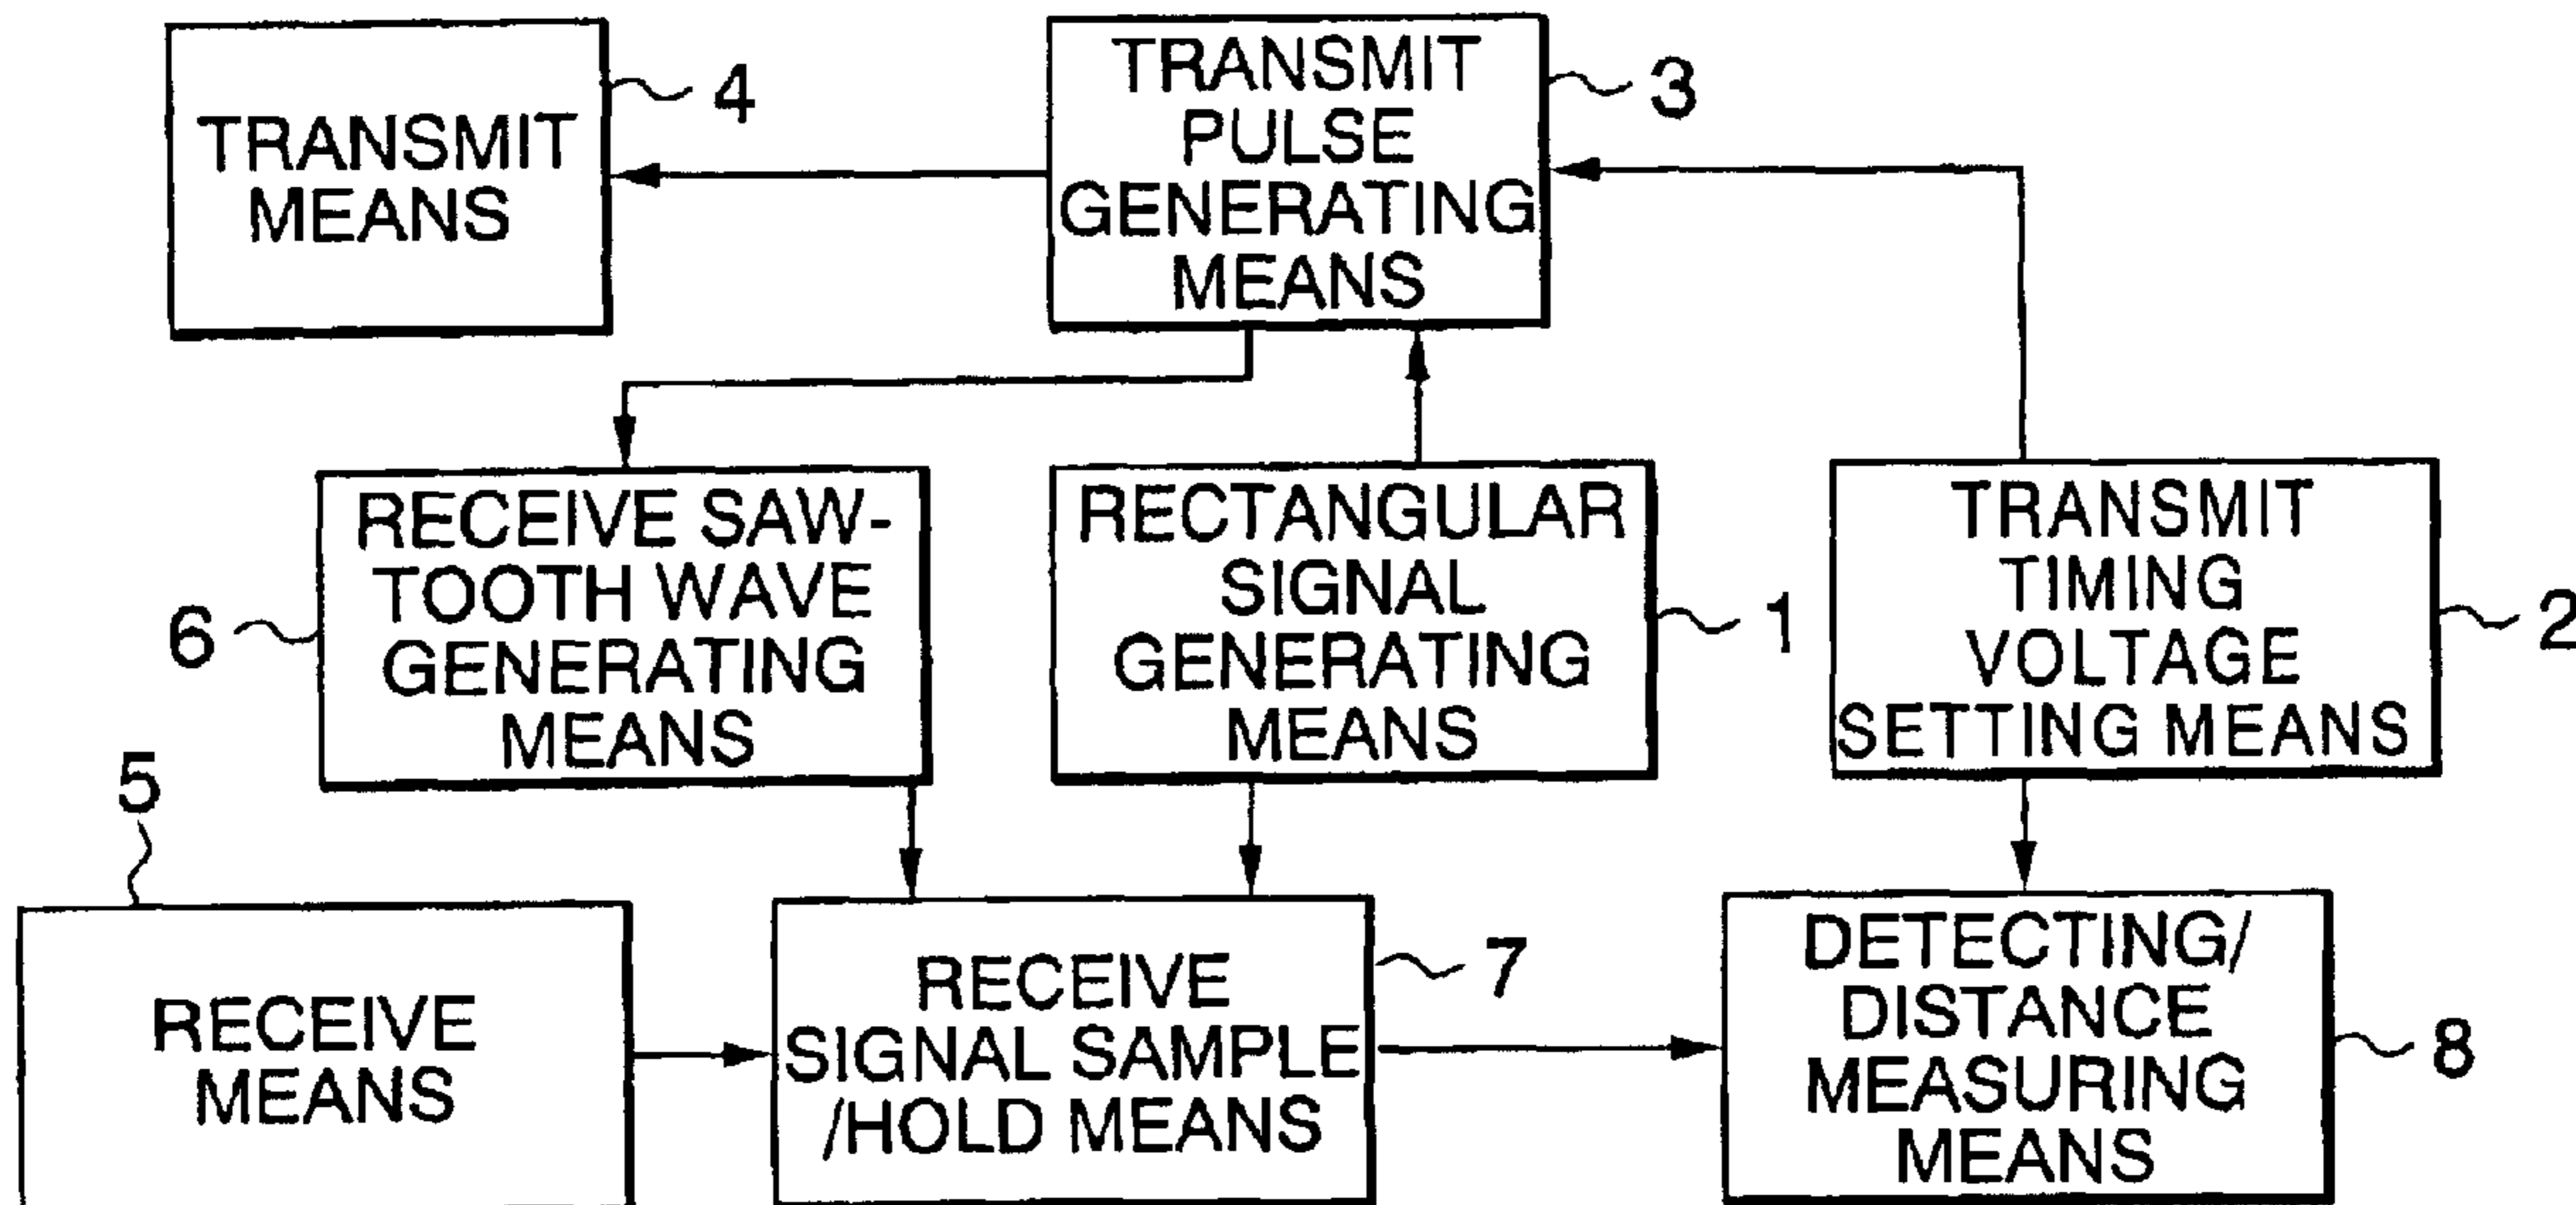 TRANSMIT
MEANS
4
TRANSMIT
PULSE
GENERATING
MEANS
3
RECEIVE SAW-
TOOTH WAVE
GENERATING
MEANS
6
RECTANGULAR
SIGNAL
GENERATING
MEANS
1
TRANSMIT
TIMING
VOLTAGE
SETTING MEANS
2
5
RECEIVE
MEANS
RECEIVE
SIGNAL SAMPLE
/HOLD MEANS
7
DETECTING/
DISTANCE
MEASURING
MEANS
8